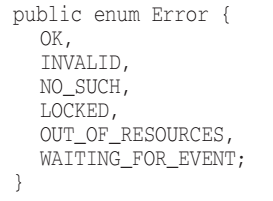 public enum Error {
  OK,
  INVALID,
  NO_SUCH,
  LOCKED,
  OUT_OF_RESOURCES,
  WAITING_FOR_EVENT;
}